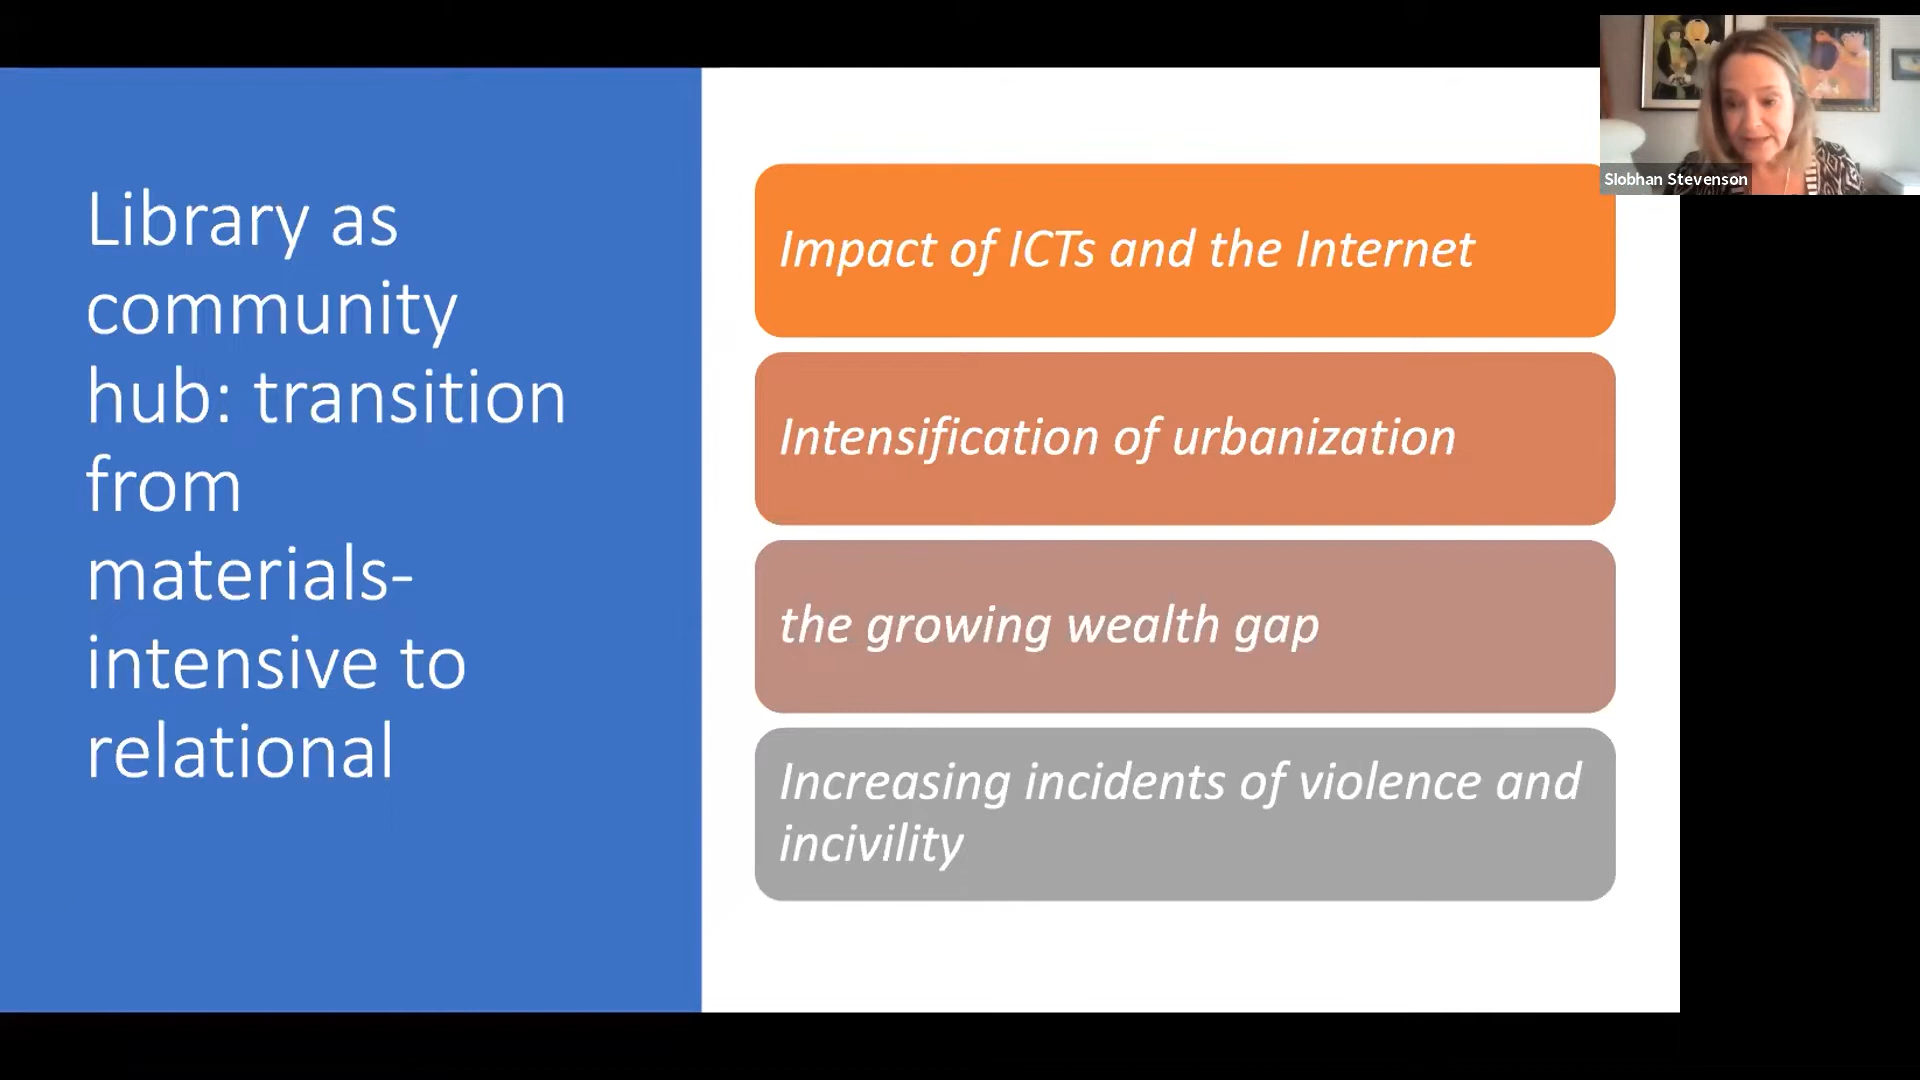 Library as
community
hub: transition
from
materials-
intensive to
relational
Impact of ICTs and the Internet
Intensification of urbanization
the growing wealth gap
Increasing incidents of violence and
incivility
SIobhan Stevenson